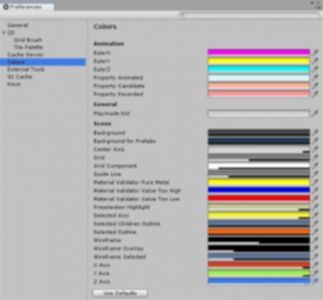 Preferences
General
2D
Grid Brush
Tile Palette
Cache Server
Colors
External Tools
GI Cache
Keys
Colors
Animation
EulerX
EulerY
EulerZ
Property Animated
Property Candidate
Property Recorded
General
Playmode tint
Scene
Background
Background for Prefabs
Center Axis
Grid
Grid Component
Guide Line
Material Validator Pure Metal
Material Validator Value Too High
Material Validator Value Too Low
Preselection Highlight
Selected Axis
Selected Children Outline
Selected Outline
Wireframe
Wireframe Overlay
Wireframe Selected
X Axis
Y Axis
Z Axis
Use Defaults